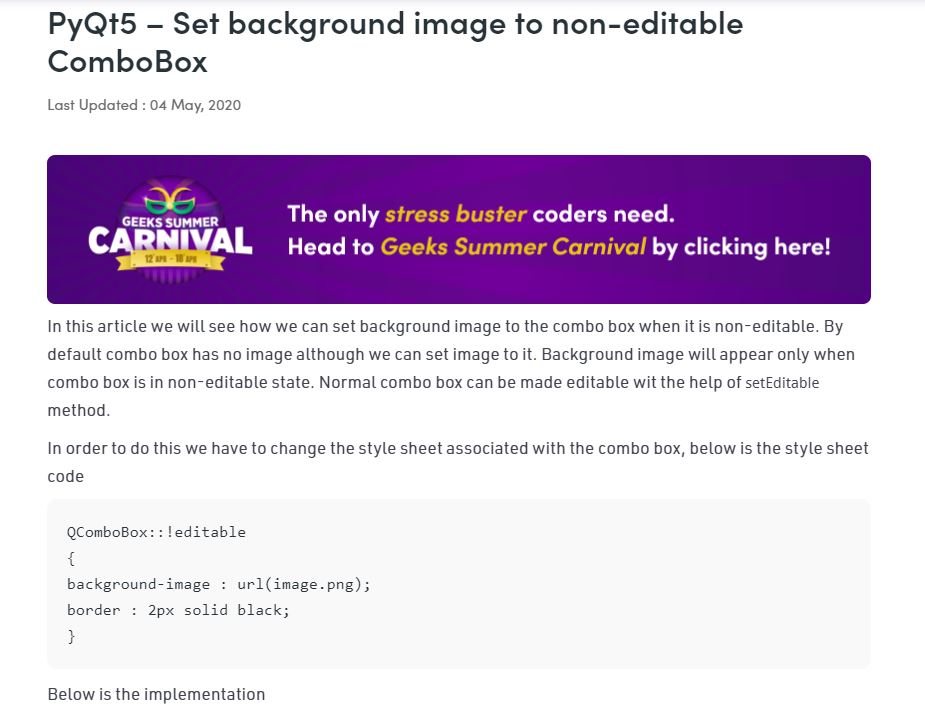 PyQt5 – Set background image to non-editable
ComboBox
Last Updated : 04 May, 2020
GEEKS SUMMER
CARNIVAL
12 APR - 18 APR
The only stress buster coders need.
Head to Geeks Summer Carnival by clicking here!
In this article we will see how we can set background image to the combo box when it is non-editable. By
default combo box has no image although we can set image to it. Background image will appear only when
combo box is in non-editable state. Normal combo box can be made editable wit the help of setEditable
method.
In order to do this we have to change the style sheet associated with the combo box, below is the style sheet
code
QComboBox::!editable
{
background-image : url(image.png);
border : 2px solid black;
}
Below is the implementation